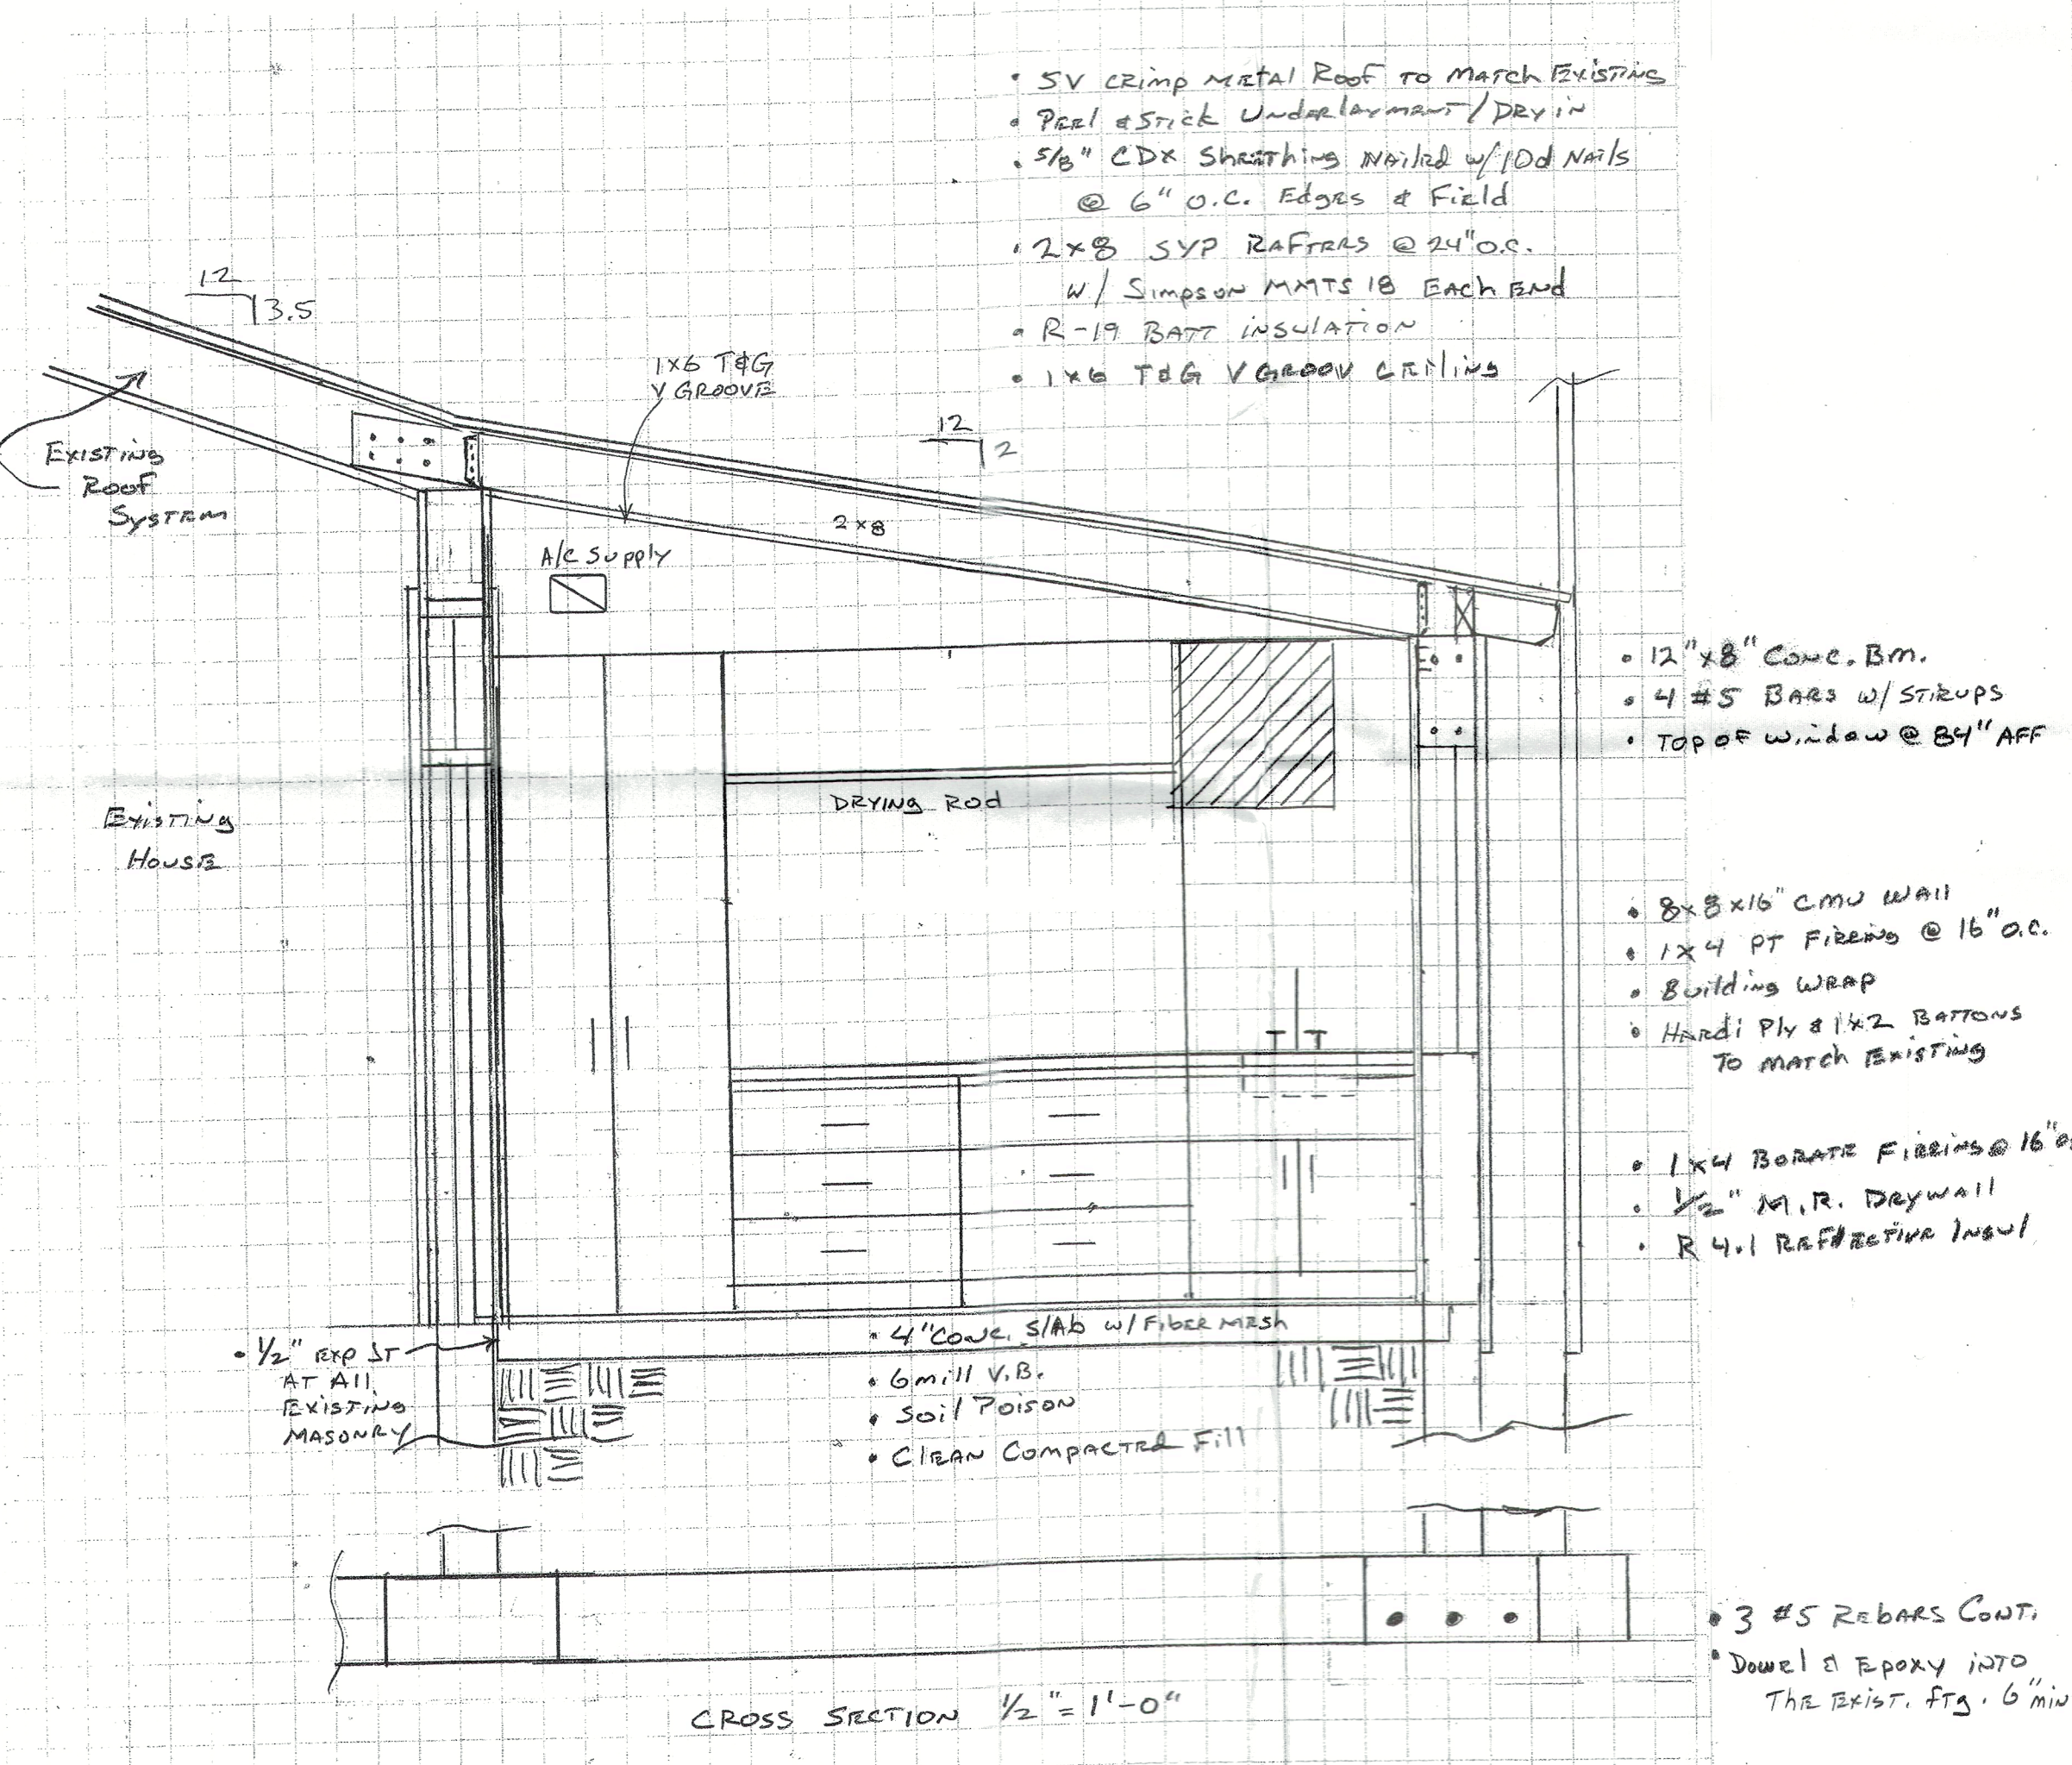 • 5V CRIMP METAL ROOF TO MATCH EXISTING
• PEEL & STICK UNDERLAYMENT/DRY IN
• 5/8" CDX SHEATHING NAILED W/10d NAILS
@ 6" O.C. EDGES & FIELD
• 2x8 SYP RAFTERS @ 24" O.C.
W/ SIMPSON MMTS 18 EACH END
• R-19 BATT INSULATION
• 1x6 T&G V GROOV CEILING
12
3.5
1x6 T&G
V GROOVE
12
2
EXISTING
ROOF
SYSTEM
2x8
A/C SUPPLY
• 12"x8" CONC. BM.
• 4 #5 BARS W/ STIRUPS
• TOP OF WINDOW @ 84" AFF
DRYING ROD
EXISTING
HOUSE
• 8x8x16" CMU WALL
• 1x4 PT FIRRING @ 16" O.C.
• BUILDING WRAP
• HARDI PLY & 1x2 BATTONS
TO MATCH EXISTING
• 1x4 BORATE FIRRING @ 16" O.
• 1/2" M.R. DRYWALL
• R 4.1 REFLECTIVE INSUL
• 1/2" EXP JT
AT ALL
EXISTING
MASONRY
• 4" CONC. SLAB W/ FIBER MESH
• 6 MILL V.B.
• SOIL POISON
• CLEAN COMPACTED FILL
• 3 #5 REBARS CONT.
• DOWEL & EPOXY INTO
THE EXIST. FTG. 6" MIN
CROSS SECTION 1/2" = 1'-0"